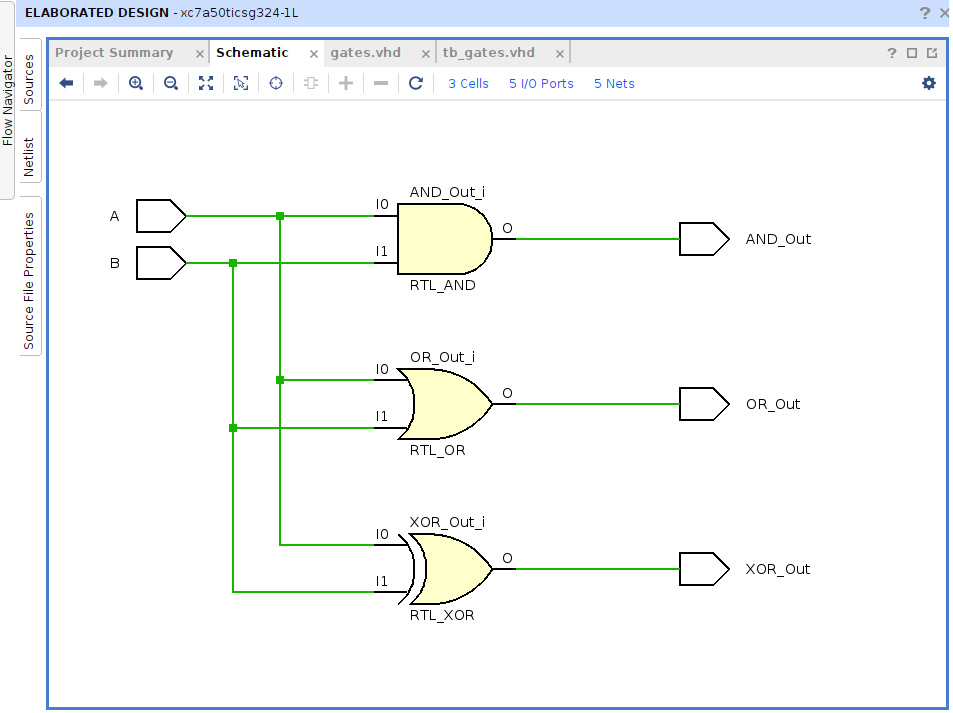 ELABORATED DESIGN - xc7a50ticsg324-1L
Flow Navigator
Sources
Netlist
Source File Properties
Project Summary Schematic gates.vhd tb_gates.vhd
3 Cells 5 I/O Ports 5 Nets
AND_Out_i
A I0 O AND_Out
B I1
RTL_AND
OR_Out_i
I0 O OR_Out
I1
RTL_OR
XOR_Out_i
I0 O XOR_Out
I1
RTL_XOR